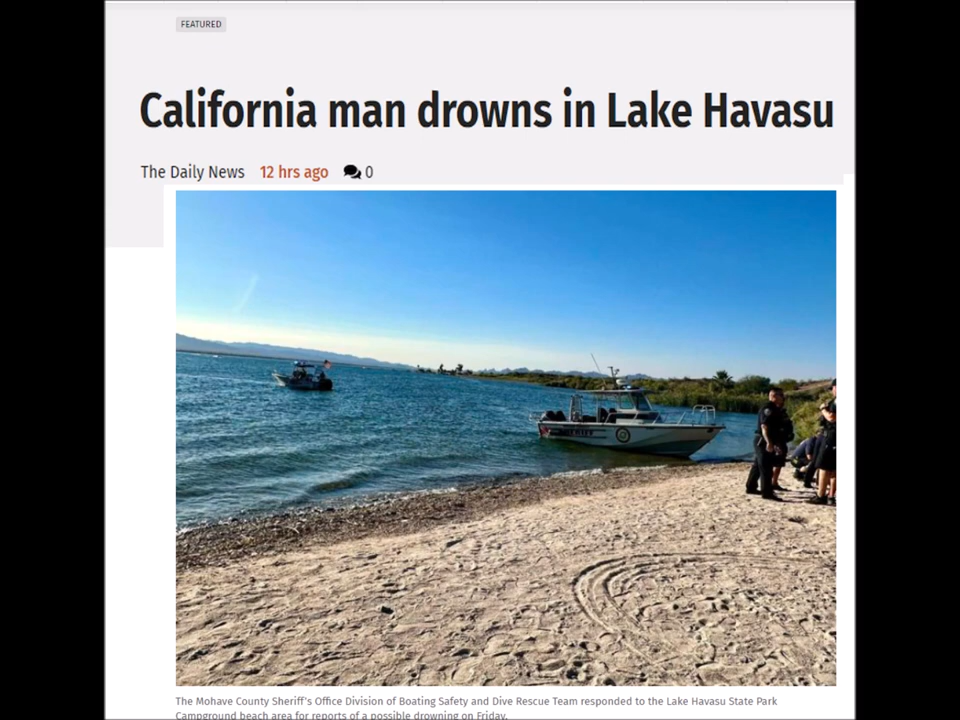 FEATURED
California man drowns in Lake Havasu
The Daily News 12 hrs ago 0
SHERIFF
The Mohave County Sheriff's Office Division of Boating Safety and Dive Rescue Team responded to the Lake Havasu State Park
Campground beach area for reports of a possible drowning on Friday.